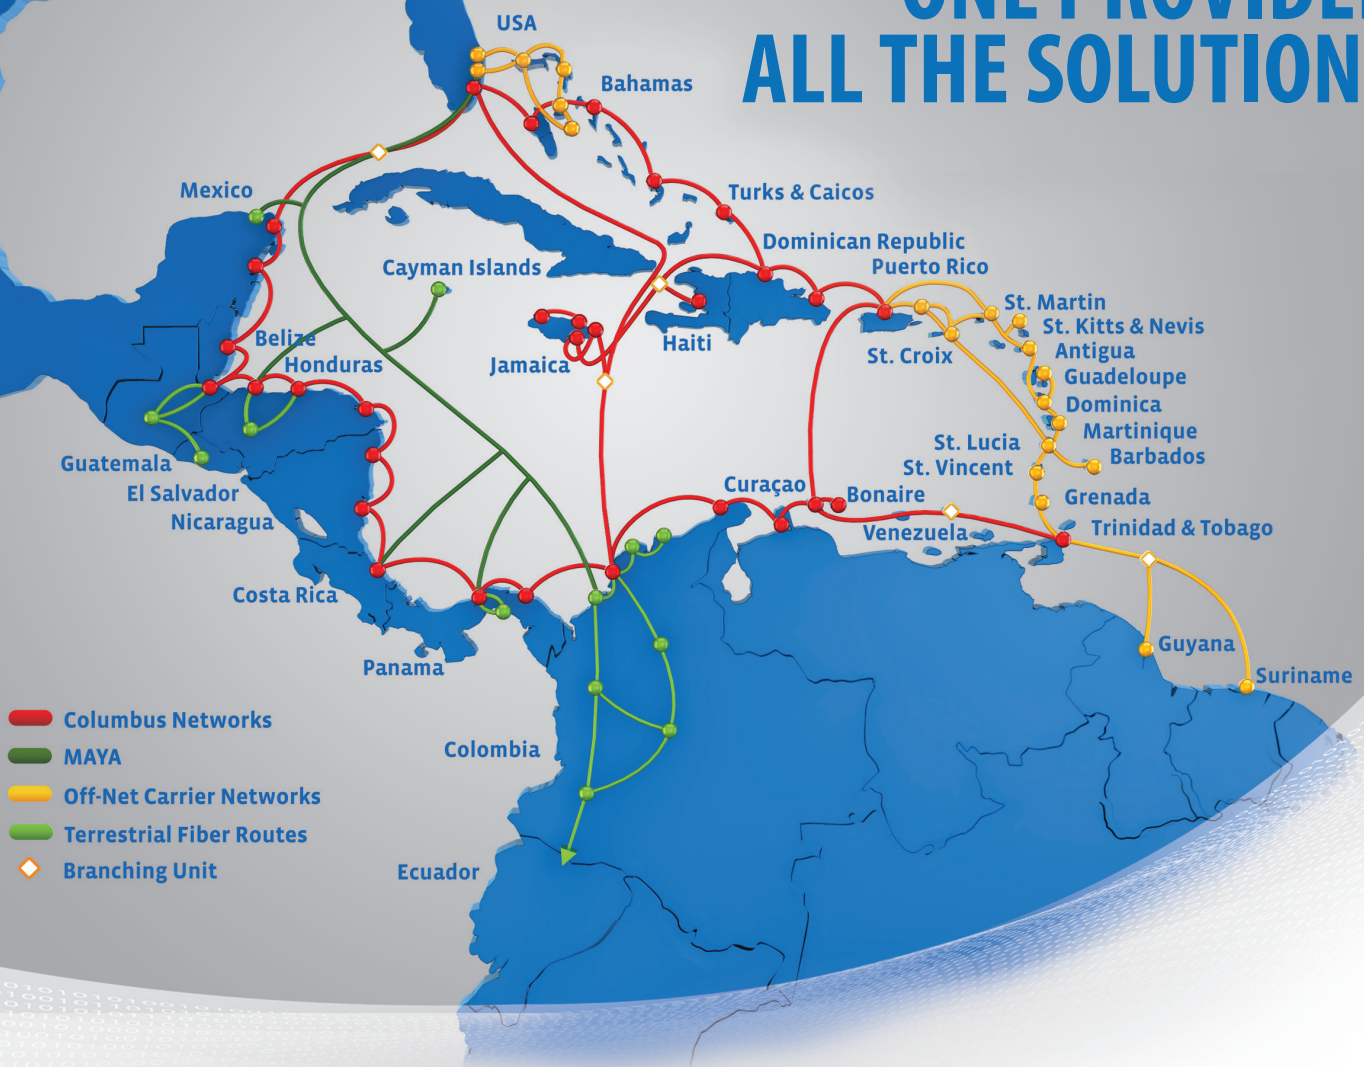 ALL THE SOLUTION
USA
Bahamas
Mexico
Turks & Caicos
Dominican Republic
Cayman Islands
Puerto Rico
St. Martin
St. Kitts & Nevis
Belize
Haiti
St. Croix
Antigua
Honduras
Jamaica
Guadeloupe
Dominica
Martinique
St. Lucia
Barbados
St. Vincent
Guatemala
El Salvador
Curaçao
Bonaire
Grenada
Nicaragua
Venezuela
Trinidad & Tobago
Costa Rica
Guyana
Panama
Suriname
Colombia
Ecuador
Columbus Networks
MAYA
Off-Net Carrier Networks
Terrestrial Fiber Routes
Branching Unit